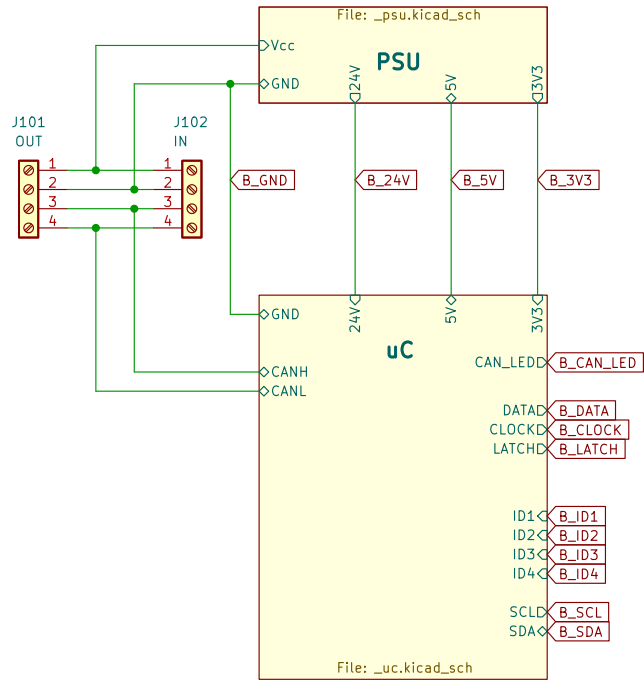 File: _psu.kicad_sch
PSU
Vcc
GND
24V
5V
3V3
J101
OUT
J102
IN
1
2
3
4
1
2
3
4
B_GND
B_24V
B_5V
B_3V3
24V
5V
3V3
GND
uC
CANH
CANL
CAN_LED
B_CAN_LED
DATA
B_DATA
CLOCK
B_CLOCK
LATCH
B_LATCH
ID1
B_ID1
ID2
B_ID2
ID3
B_ID3
ID4
B_ID4
SCL
B_SCL
SDA
B_SDA
File: _uc.kicad_sch